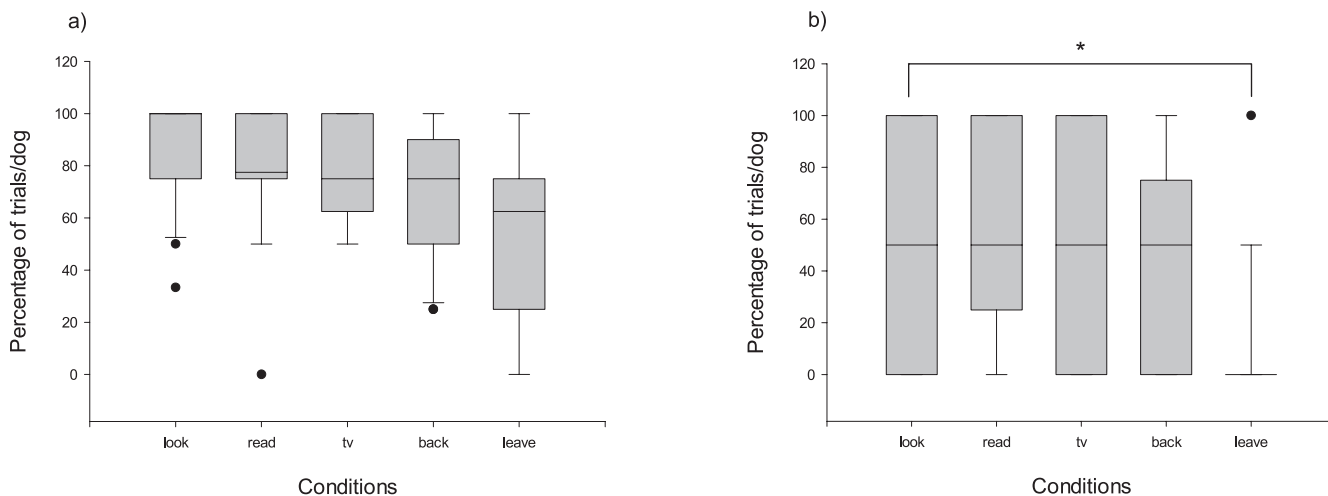 a)
Percentage of trials/dog
120
100
80
60
40
20
0
look read tv back leave
Conditions
b)
*
Percentage of trials/dog
120
100
80
60
40
20
0
look read tv back leave
Conditions